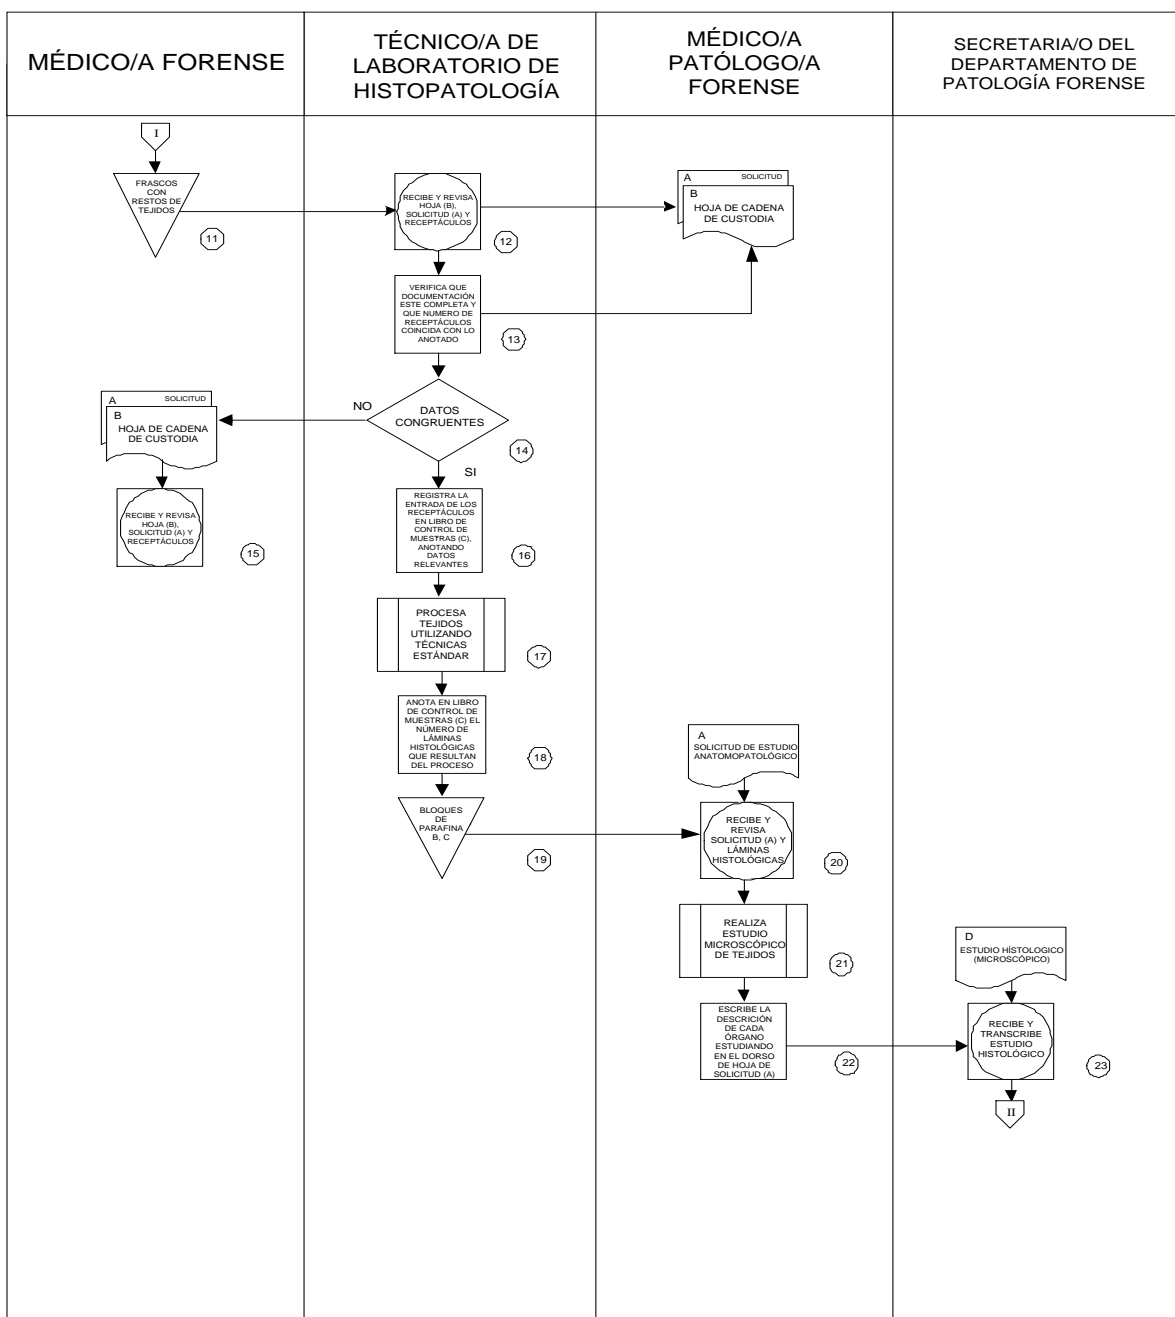 MÉDICO/A FORENSE
TÉCNICO/A DE
LABORATORIO DE
HISTOPATOLOGÍA
MÉDICO/A
PATÓLOGO/A
FORENSE
SECRETARIA/O DEL
DEPARTAMENTO DE
PATOLOGÍA FORENSE
I
FRASCOS
CON
RESTOS DE
TEJIDOS
11
RECIBE Y REVISA
HOJA (B),
SOLICITUD (A) Y
RECEPTÁCULOS
12
A
SOLICITUD
B
HOJA DE CADENA
DE CUSTODIA
VERIFICA QUE
DOCUMENTACIÓN
ESTE COMPLETA Y
QUE NUMERO DE
RECEPTÁCULOS
COINCIDA CON LO
ANOTADO
13
A
SOLICITUD
B
HOJA DE CADENA
DE CUSTODIA
NO
DATOS
CONGRUENTES
14
SI
RECIBE Y REVISA
HOJA (B),
SOLICITUD (A) Y
RECEPTÁCULOS
15
REGISTRA LA
ENTRADA DE LOS
RECEPTÁCULOS
EN LIBRO DE
CONTROL DE
MUESTRAS (C),
ANOTANDO
DATOS
RELEVANTES
16
PROCESA
TEJIDOS
UTILIZANDO
TÉCNICAS
ESTÁNDAR
17
ANOTA EN LIBRO
DE CONTROL DE
MUESTRAS (C) EL
NÚMERO DE
LÁMINAS
HISTOLÓGICAS
QUE RESULTAN
DEL PROCESO
18
A
SOLICITUD DE ESTUDIO
ANATOMOPATOLÓGICO
BLOQUES
DE
PARAFINA
B, C
19
RECIBE Y
REVISA
SOLICITUD (A) Y
LÁMINAS
HISTOLÓGICAS
20
REALIZA
ESTUDIO
MICROSCÓPICO
DE TEJIDOS
21
D
ESTUDIO HÍSTOLOGICO
(MICROSCÓPICO)
ESCRIBE LA
DESCRICIÓN
DE CADA
ÓRGANO
ESTUDIANDO
EN EL DORSO
DE HOJA DE
SOLICITUD (A)
22
RECIBE Y
TRANSCRIBE
ESTUDIO
HISTOLÓGICO
23
II